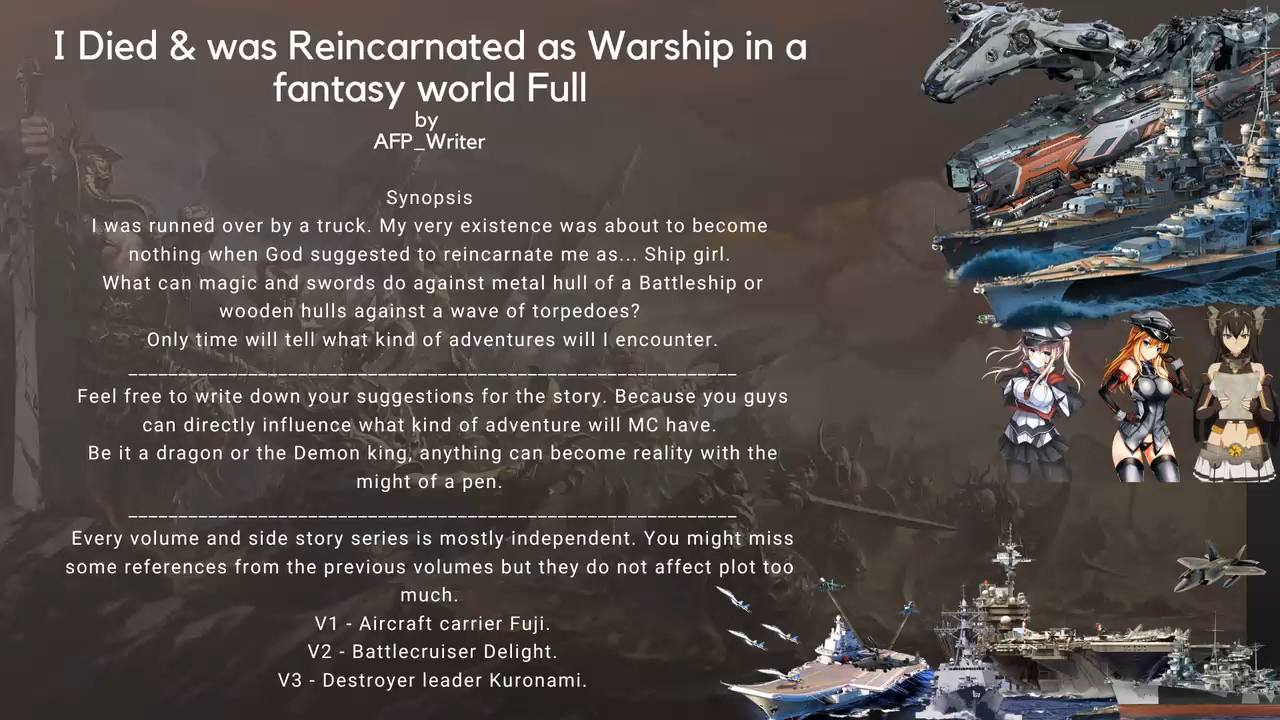 I Died & was Reincarnated as Warship in a
fantasy world Full
by
AFP_Writer
Synopsis
I was runned over by a truck. My very existence was about to become
nothing when God suggested to reincarnate me as... Ship girl.
What can magic and swords do against metal hull of a Battleship or
wooden hulls against a wave of torpedoes?
Only time will tell what kind of adventures will I encounter.
_____________________________________________________________
Feel free to write down your suggestions for the story. Because you guys
can directly influence what kind of adventure will MC have.
Be it a dragon or the Demon king, anything can become reality with the
might of a pen.
_____________________________________________________________
Every volume and side story series is mostly independent. You might miss
some references from the previous volumes but they do not affect plot too
much.
V1 - Aircraft carrier Fuji.
V2 - Battlecruiser Delight.
V3 - Destroyer leader Kuronami.